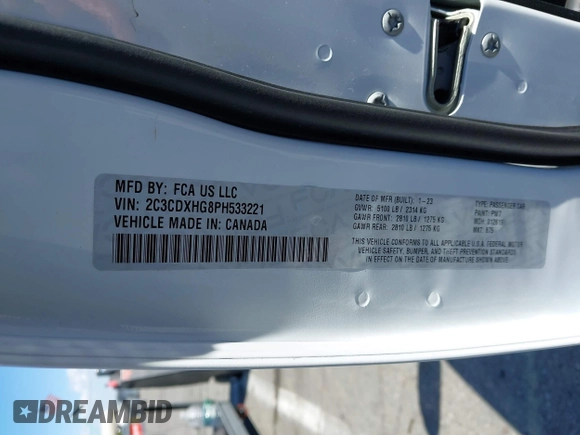 MFD BY: FCA US LLC
VIN: 2C3CDXHG8PH533221
VEHICLE MADE IN: CANADA
DATE OF MFR (BUILT): 1-23
GVWR: 5100 LB / 2314 KG
GAWR FRONT: 2810 LB / 1275 KG
GAWR REAR: 2810 LB / 1275 KG
TYPE: PASSENGER CAR
PAINT: PW7
MDH:
THIS VEHICLE CONFORMS TO ALL APPLICABLE U.S.A. FEDERAL MOTOR
VEHICLE SAFETY, BUMPER, AND THEFT PREVENTION STANDARDS
IN EFFECT ON THE DATE OF MANUFACTURE SHOWN ABOVE.
DREAMBID